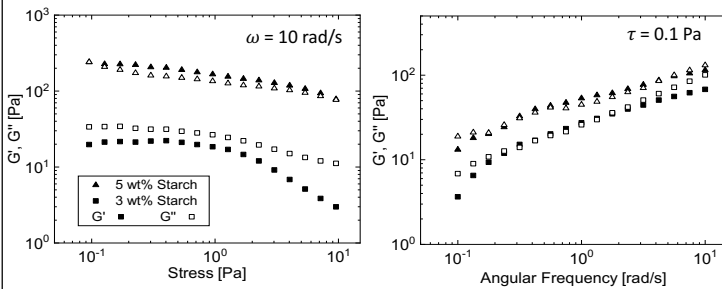 ω = 10 rad/s
10³
10²
10¹
10⁰
G', G'' [Pa]
▲ 5 wt% Starch
■ 3 wt% Starch
G' ■ G'' □
10⁻¹
10⁰
10¹
Stress [Pa]
τ = 0.1 Pa
10²
10¹
10⁰
G', G'' [Pa]
10⁻¹
10⁰
10¹
Angular Frequency [rad/s]